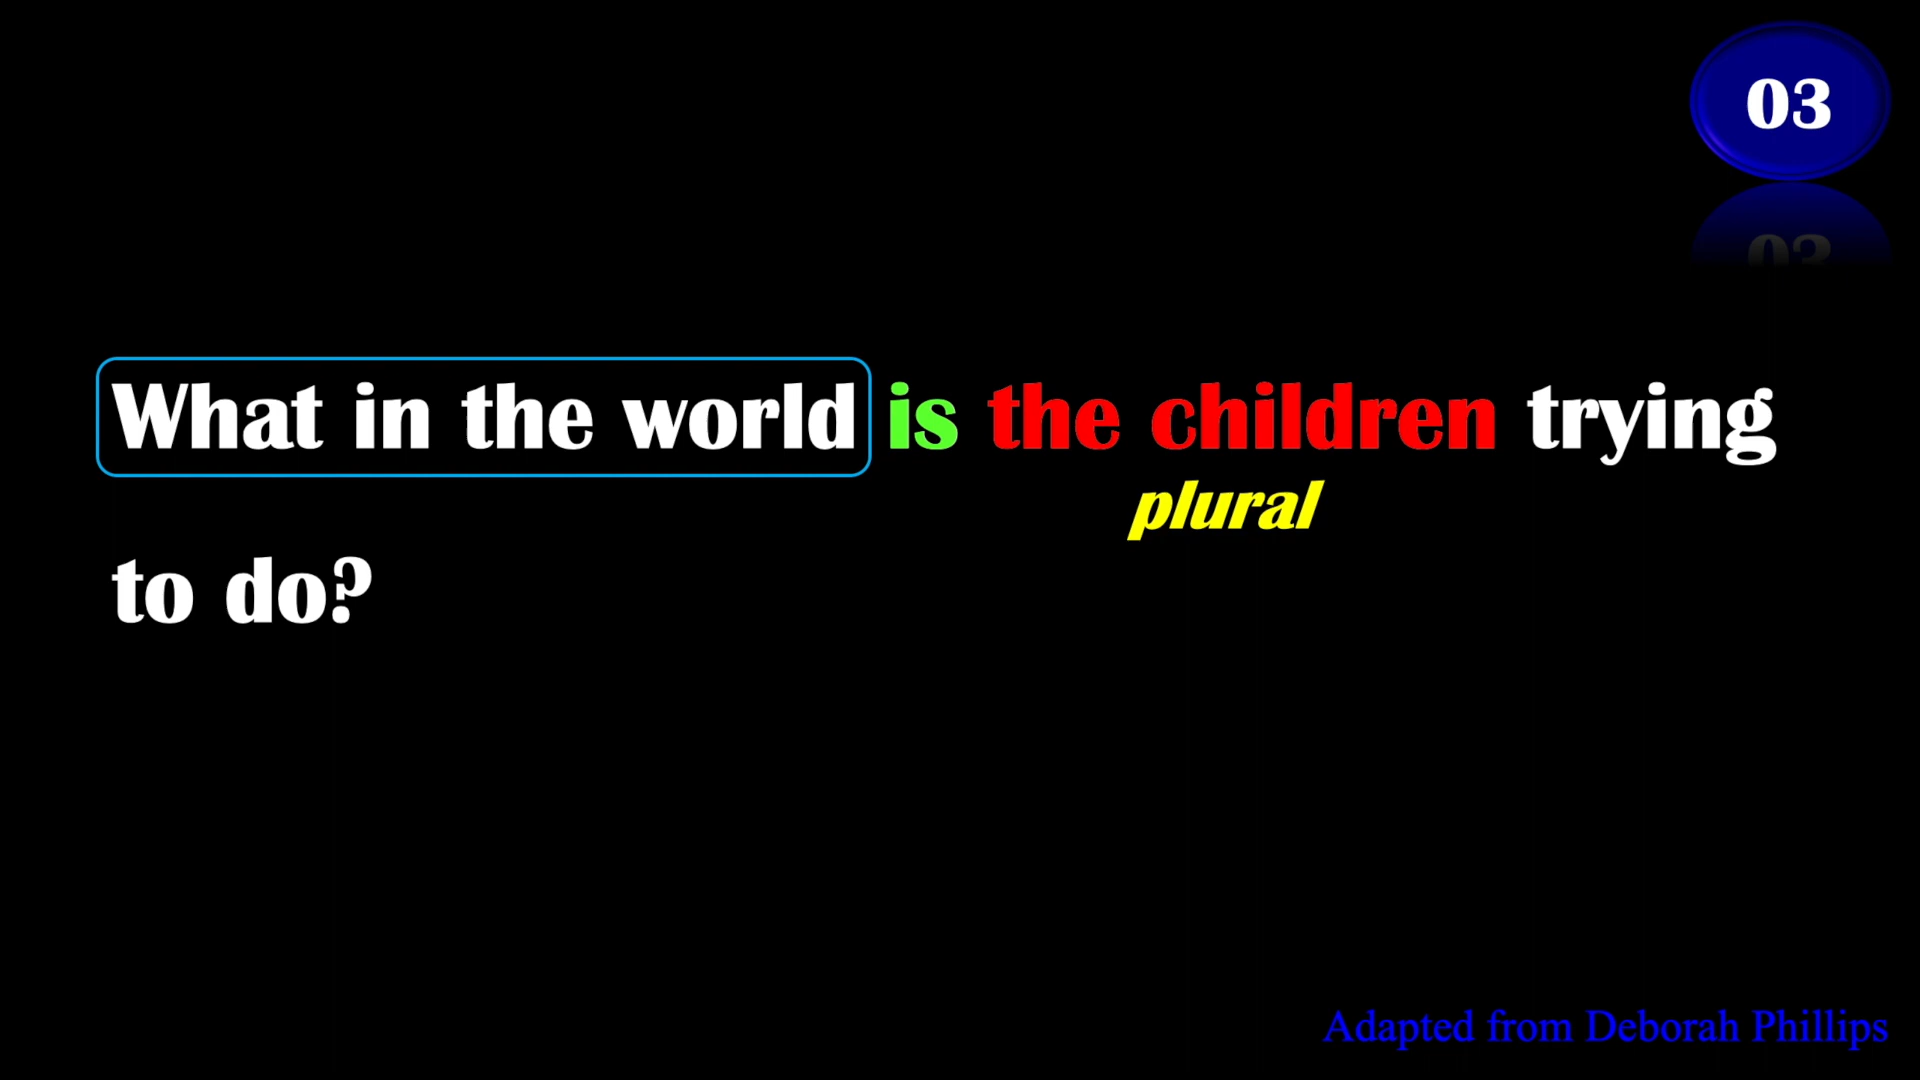 03
What in the world is the children trying
plural
to do?
Adapted from Deborah Phillips